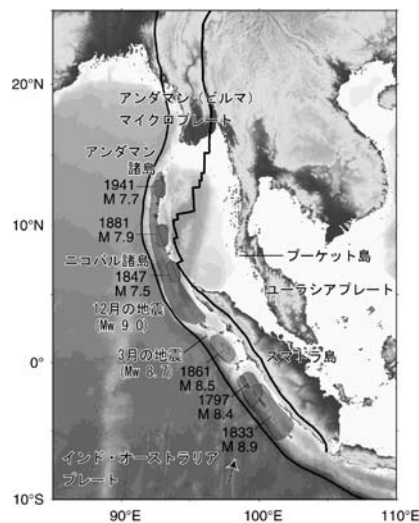 20°N
アンダマン（ビルマ）
マイクロプレート
アンダマン
諸島
1941
M 7.7
10°N
1881
M 7.9
ニコバル諸島
プーケット島
1847
M 7.5
ユーラシアプレート
12月の地震
(Mw 9.0)
0°
3月の地震
(Mw 8.7)
スマトラ島
1861
M 8.5
1797
M 8.4
1833
M 8.9
インド・オーストラリア
プレート
10°S
90°E
100°E
110°E